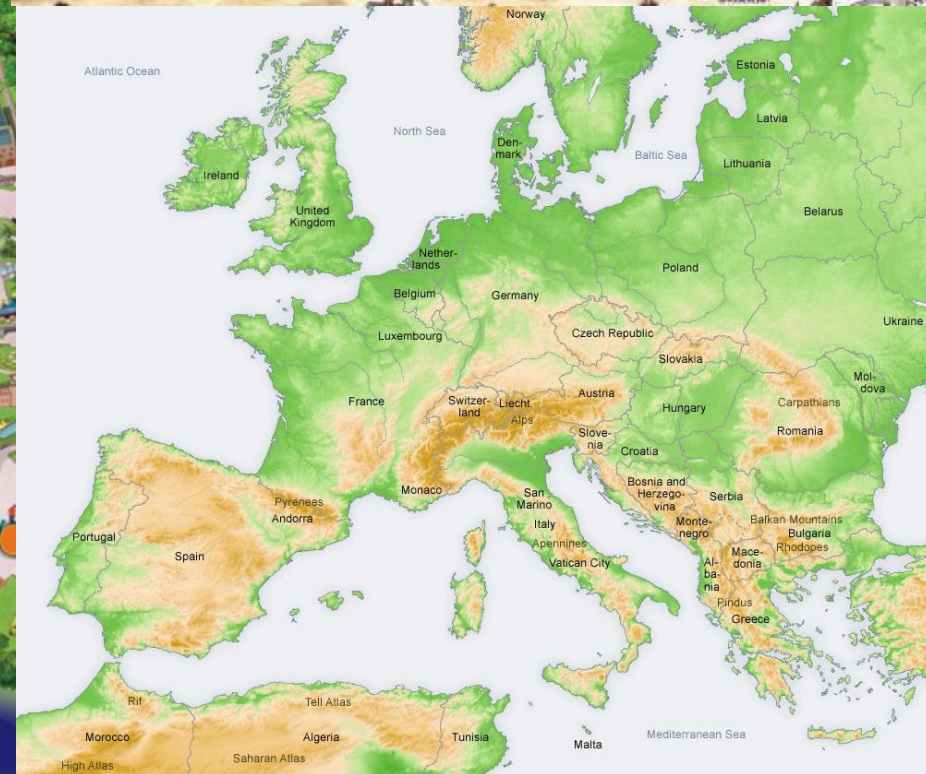 Norway
Atlantic Ocean
Estonia
Latvia
North Sea
Den-
mark
Baltic Sea
Lithuania
Ireland
United
Kingdom
Belarus
Nether-
lands
Poland
Belgium
Germany
Ukraine
Luxembourg
Czech Republic
Slovakia
Mol-
dova
France
Switzer-
land
Liecht.
Austria
Alps
Hungary
Carpathians
Romania
Slove-
nia
Croatia
Monaco
San
Marino
Bosnia and
Herzego-
vina
Serbia
Pyrenees
Andorra
Italy
Monte-
negro
Balkan Mountains
Bulgaria
Rhodopes
Portugal
Spain
Apennines
Vatican City
Al-
ba-
nia
Mace-
donia
Pindus
Greece
Rif
Tell Atlas
Morocco
Algeria
Tunisia
Malta
Mediterranean Sea
High Atlas
Saharan Atlas